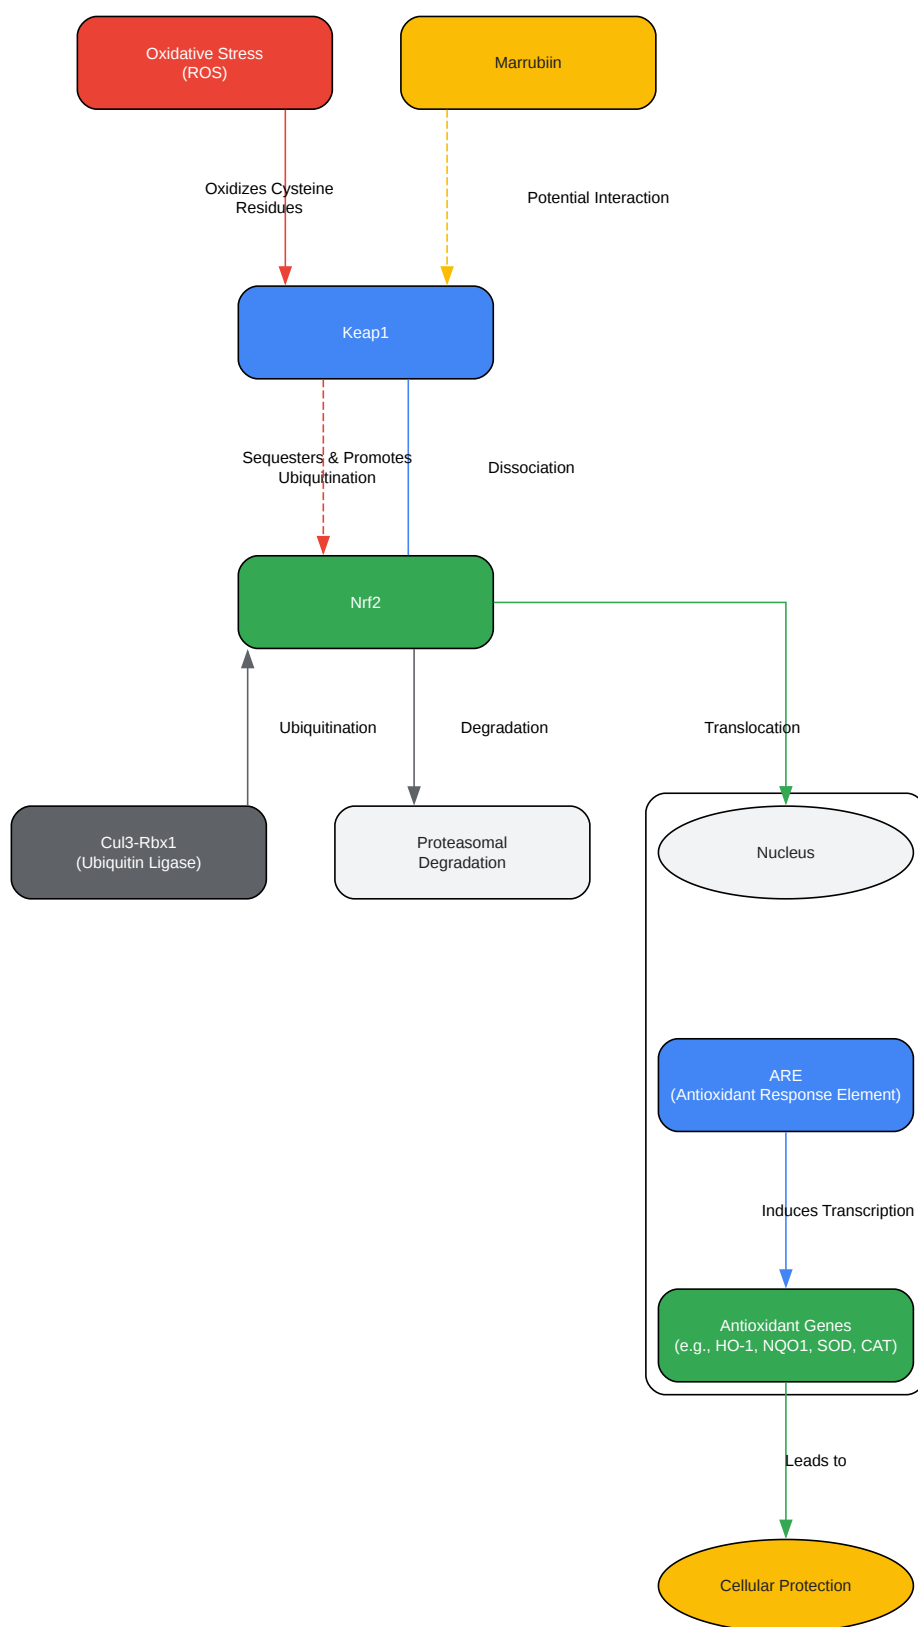 Oxidative Stress
(ROS)
Marrubiin
Oxidizes Cysteine
Residues
Potential Interaction
Keap1
Sequesters & Promotes
Ubiquitination
Dissociation
Nrf2
Ubiquitination
Degradation
Translocation
Cul3-Rbx1
(Ubiquitin Ligase)
Proteasomal
Degradation
Nucleus
ARE
(Antioxidant Response Element)
Induces Transcription
Antioxidant Genes
(e.g., HO-1, NQO1, SOD, CAT)
Leads to
Cellular Protection